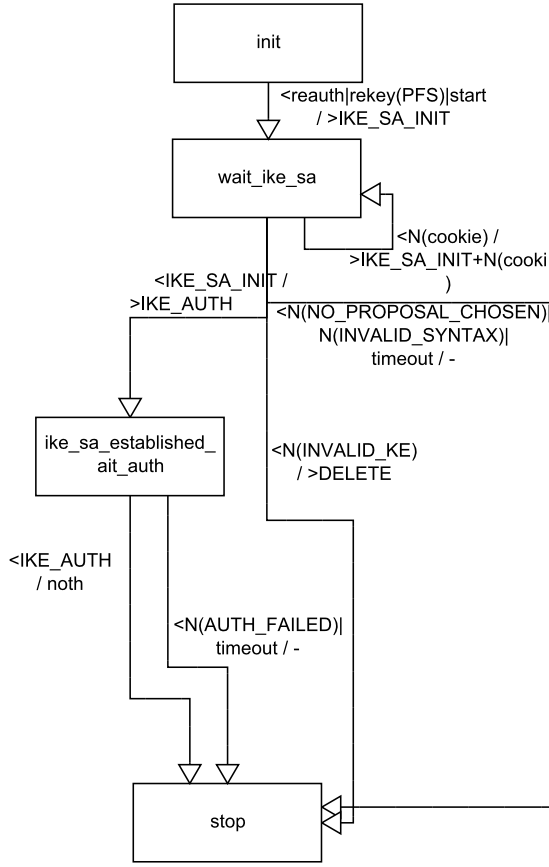 init
<reauth|rekey(PFS)|start
/ >IKE_SA_INIT
wait_ike_sa
<N(cookie) /
>IKE_SA_INIT+N(cooki
)
<IKE_SA_INIT /
>IKE_AUTH
<N(NO_PROPOSAL_CHOSEN)|
N(INVALID_SYNTAX)|
timeout / -
ike_sa_established_
ait_auth
<N(INVALID_KE)
/ >DELETE
<IKE_AUTH
/ noth
<N(AUTH_FAILED)|
timeout / -
stop